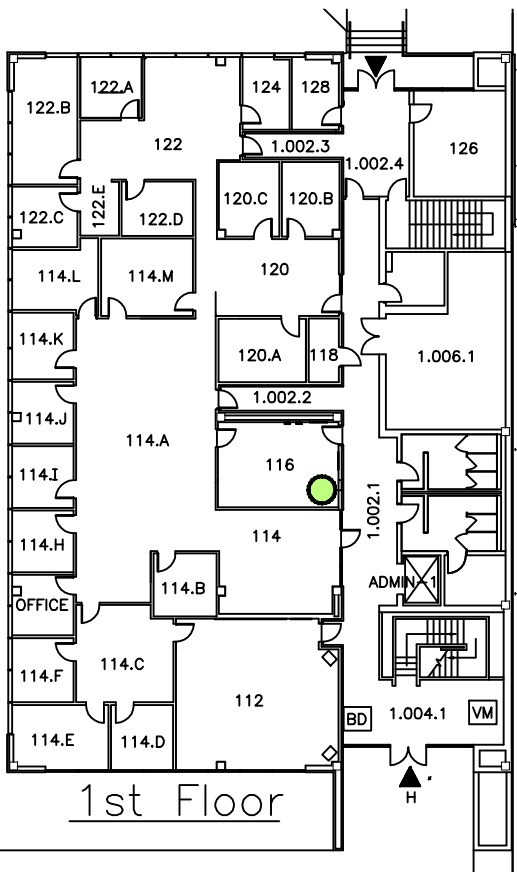 122.A
124
128
122.B
122
1.002.3
1.002.4
126
122.E
120.C
120.B
122.C
122.D
114.L
114.M
120
114.K
120.A
118
1.006.1
1.002.2
114.J
114.A
114.I
116
1.002.1
114.H
114
ADMIN-1
114.B
OFFICE
114.F
114.C
112
BD
1.004.1
VM
114.E
114.D
H
1st Floor